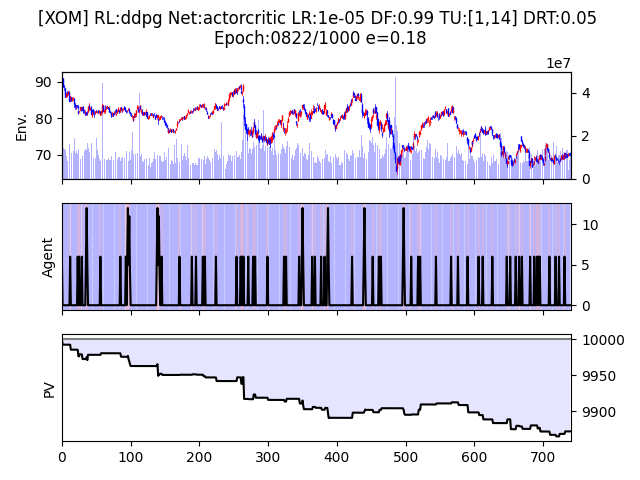 [XOM] RL:ddpg Net:actorcritic LR:1e-05 DF:0.99 TU:[1,14] DRT:0.05
Epoch:0822/1000 e=0.18
1e7
Env.
90
80
70
4
2
0
Agent
10
5
0
PV
10000
9950
9900
0 100 200 300 400 500 600 700